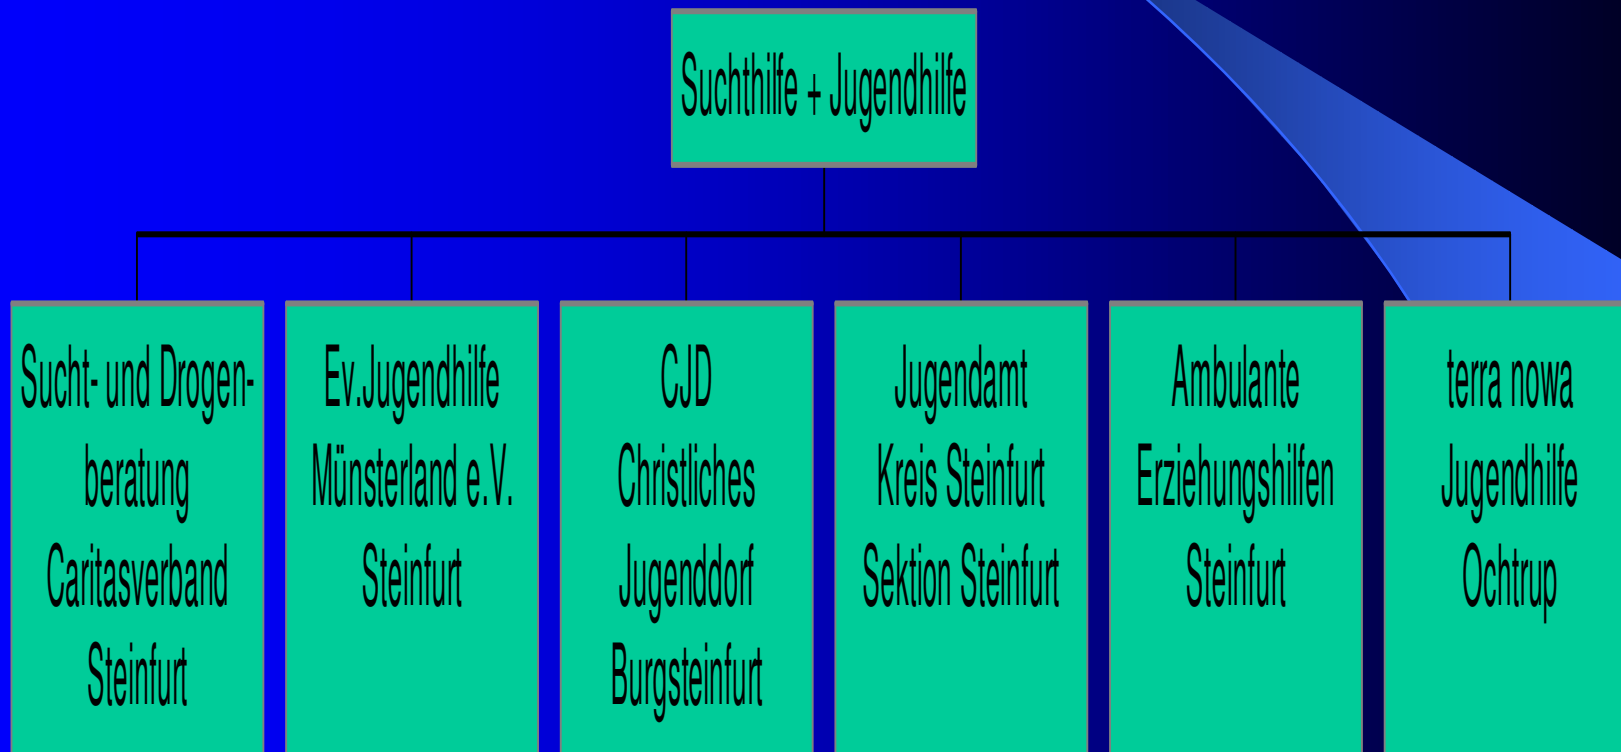 Suchthilfe + Jugendhilfe
Sucht- und Drogen-
beratung
Caritasverband
Steinfurt
Ev.Jugendhilfe
Münsterland e.V.
Steinfurt
CJD
Christliches
Jugenddorf
Burgsteinfurt
Jugendamt
Kreis Steinfurt
Sektion Steinfurt
Ambulante
Erziehungshilfen
Steinfurt
terra nowa
Jugendhilfe
Ochtrup